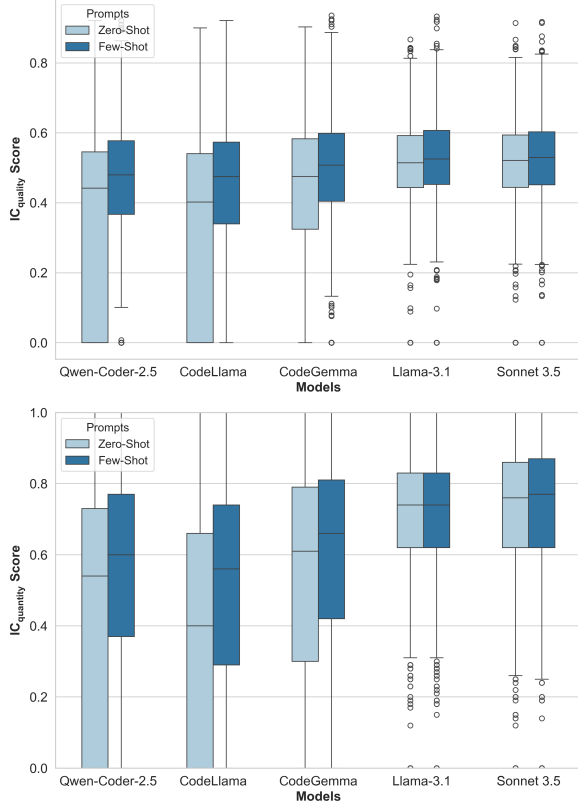 Prompts
Zero-Shot
Few-Shot
0.8
0.6
0.4
0.2
0.0
IC quality Score
Qwen-Coder-2.5 CodeLlama CodeGemma Llama-3.1 Sonnet 3.5
Models
Prompts
Zero-Shot
Few-Shot
1.0
0.8
0.6
0.4
0.2
0.0
IC quantity Score
Qwen-Coder-2.5 CodeLlama CodeGemma Llama-3.1 Sonnet 3.5
Models